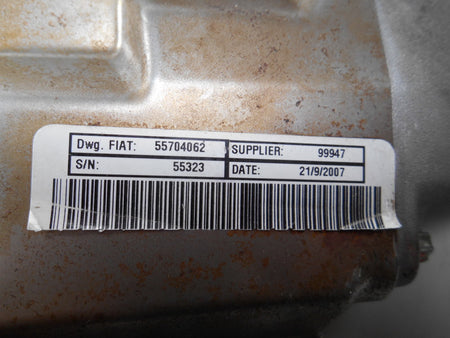 Dwg. FIAT: 55704062 SUPPLIER: 99947
S/N: 55323 DATE: 21/9/2007